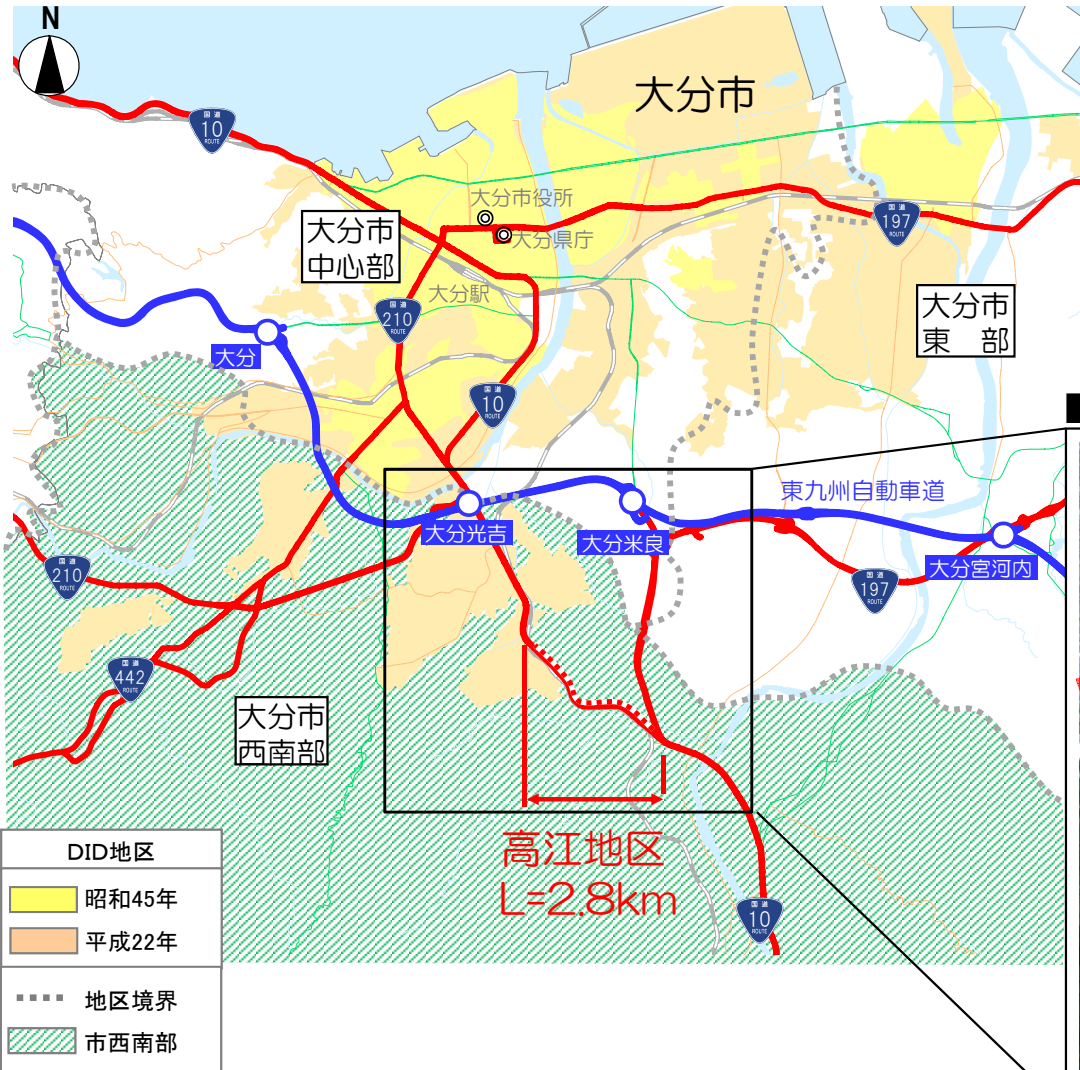 N
大分市
国道
10
ROUTE
大分市役所
大分県庁
国道
197
ROUTE
大分市
中心部
大分駅
国道
210
ROUTE
大分市
東　部
大分
国道
10
ROUTE
東九州自動車道
大分光吉
大分米良
大分宮河内
国道
210
ROUTE
国道
197
ROUTE
国道
442
ROUTE
大分市
西南部
高江地区
L=2.8km
国道
10
ROUTE
DID地区
昭和45年
平成22年
地区境界
市西南部